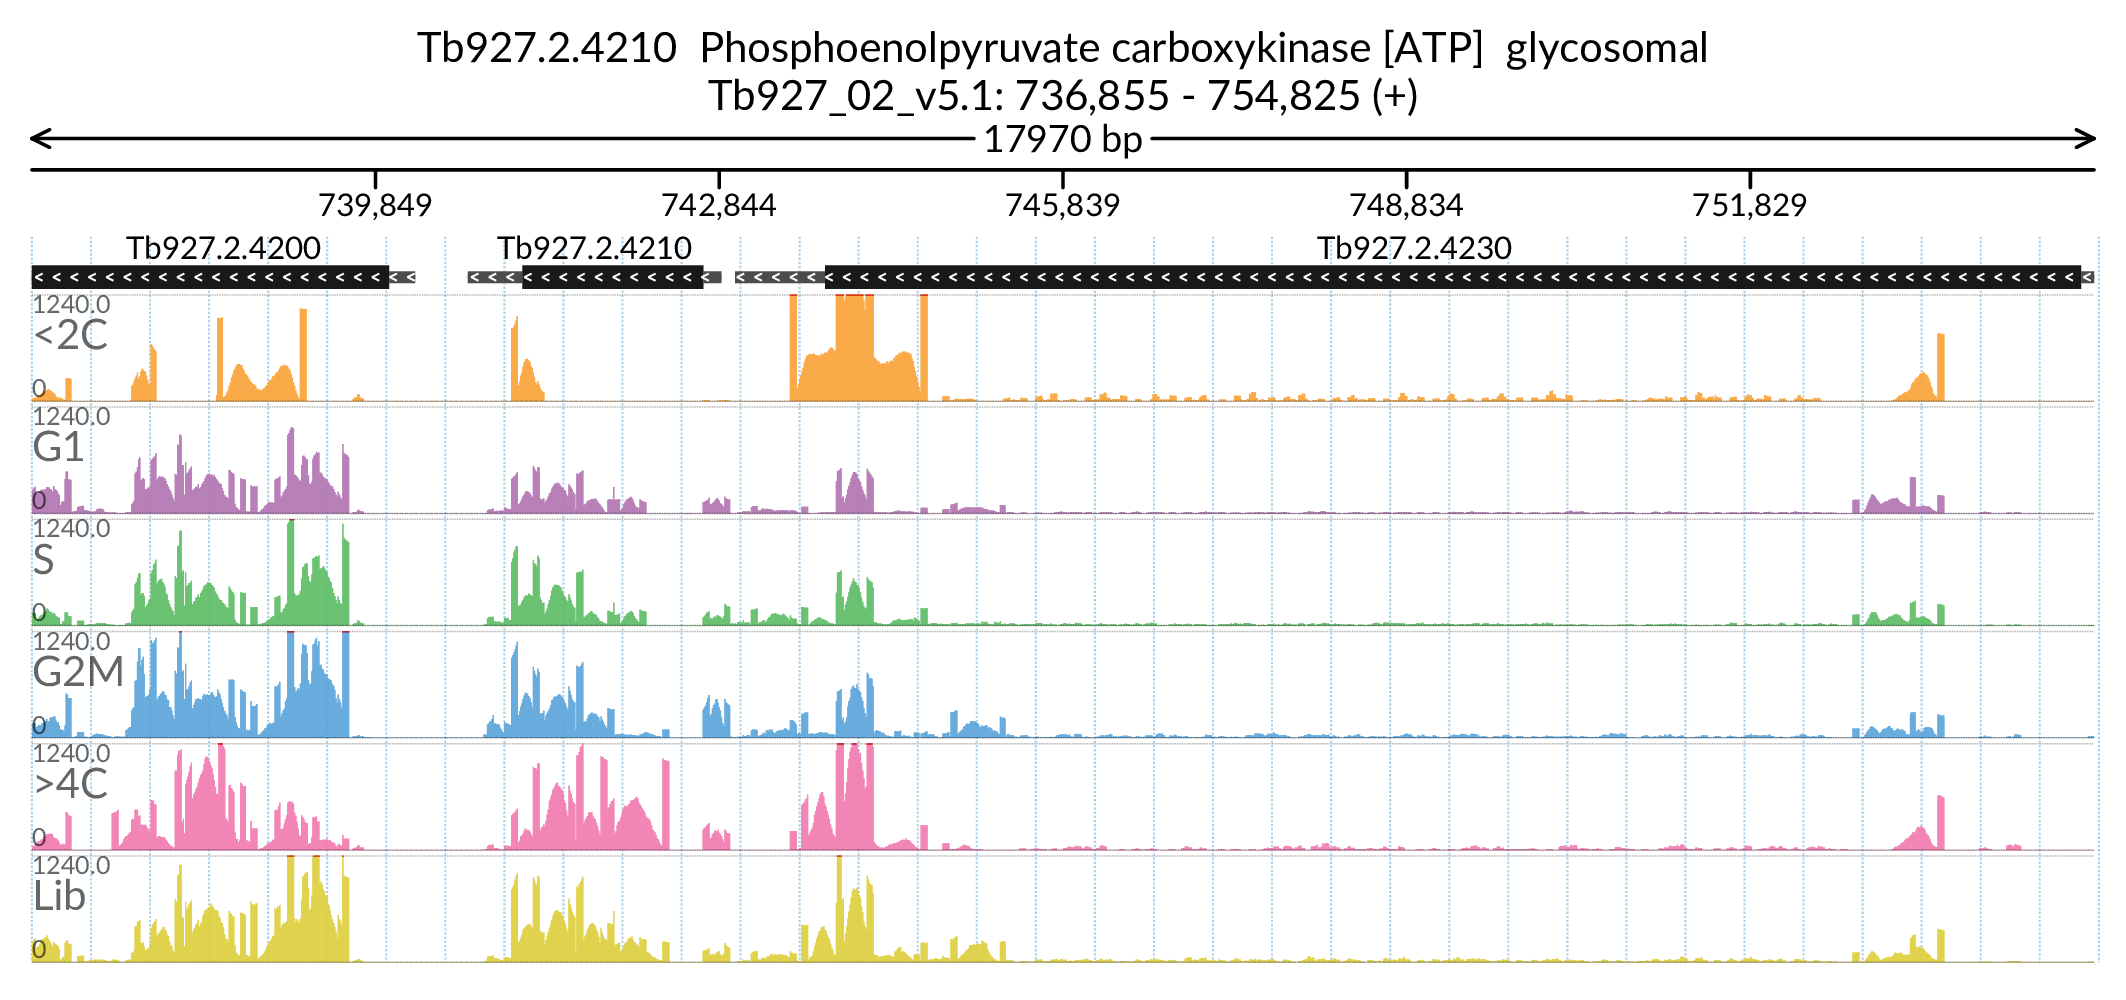 Tb927.2.4210 Phosphoenolpyruvate carboxykinase [ATP] glycosomal
Tb927_02_v5.1: 736,855 - 754,825 (+)
17970 bp
739,849 742,844 745,839 748,834 751,829
Tb927.2.4200 Tb927.2.4210 Tb927.2.4230
1240.0
<2C
0
1240.0
G1
0
1240.0
S
0
1240.0
G2M
0
1240.0
>4C
0
1240.0
Lib
0